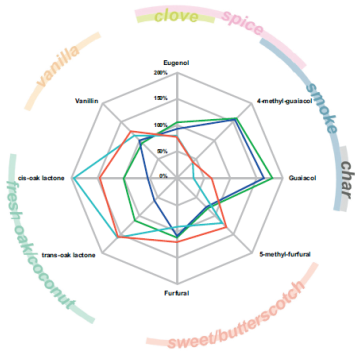 clove
spice
smoke
char
vanilla
Eugenol
200%
150%
100%
50%
0%
4-methyl-guaiacol
Guaiacol
5-methyl-furfural
Furfural
trans-oak lactone
cis-oak lactone
Vanillin
fresh oak/coconut
sweet/butterscotch